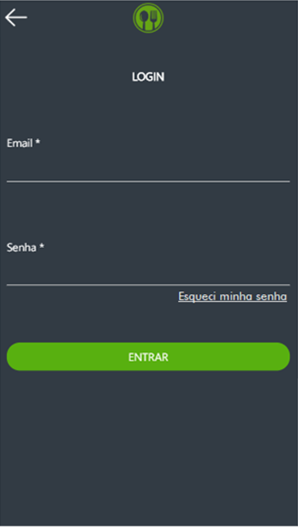 LOGIN
Email *
Senha *
Esqueci minha senha
ENTRAR